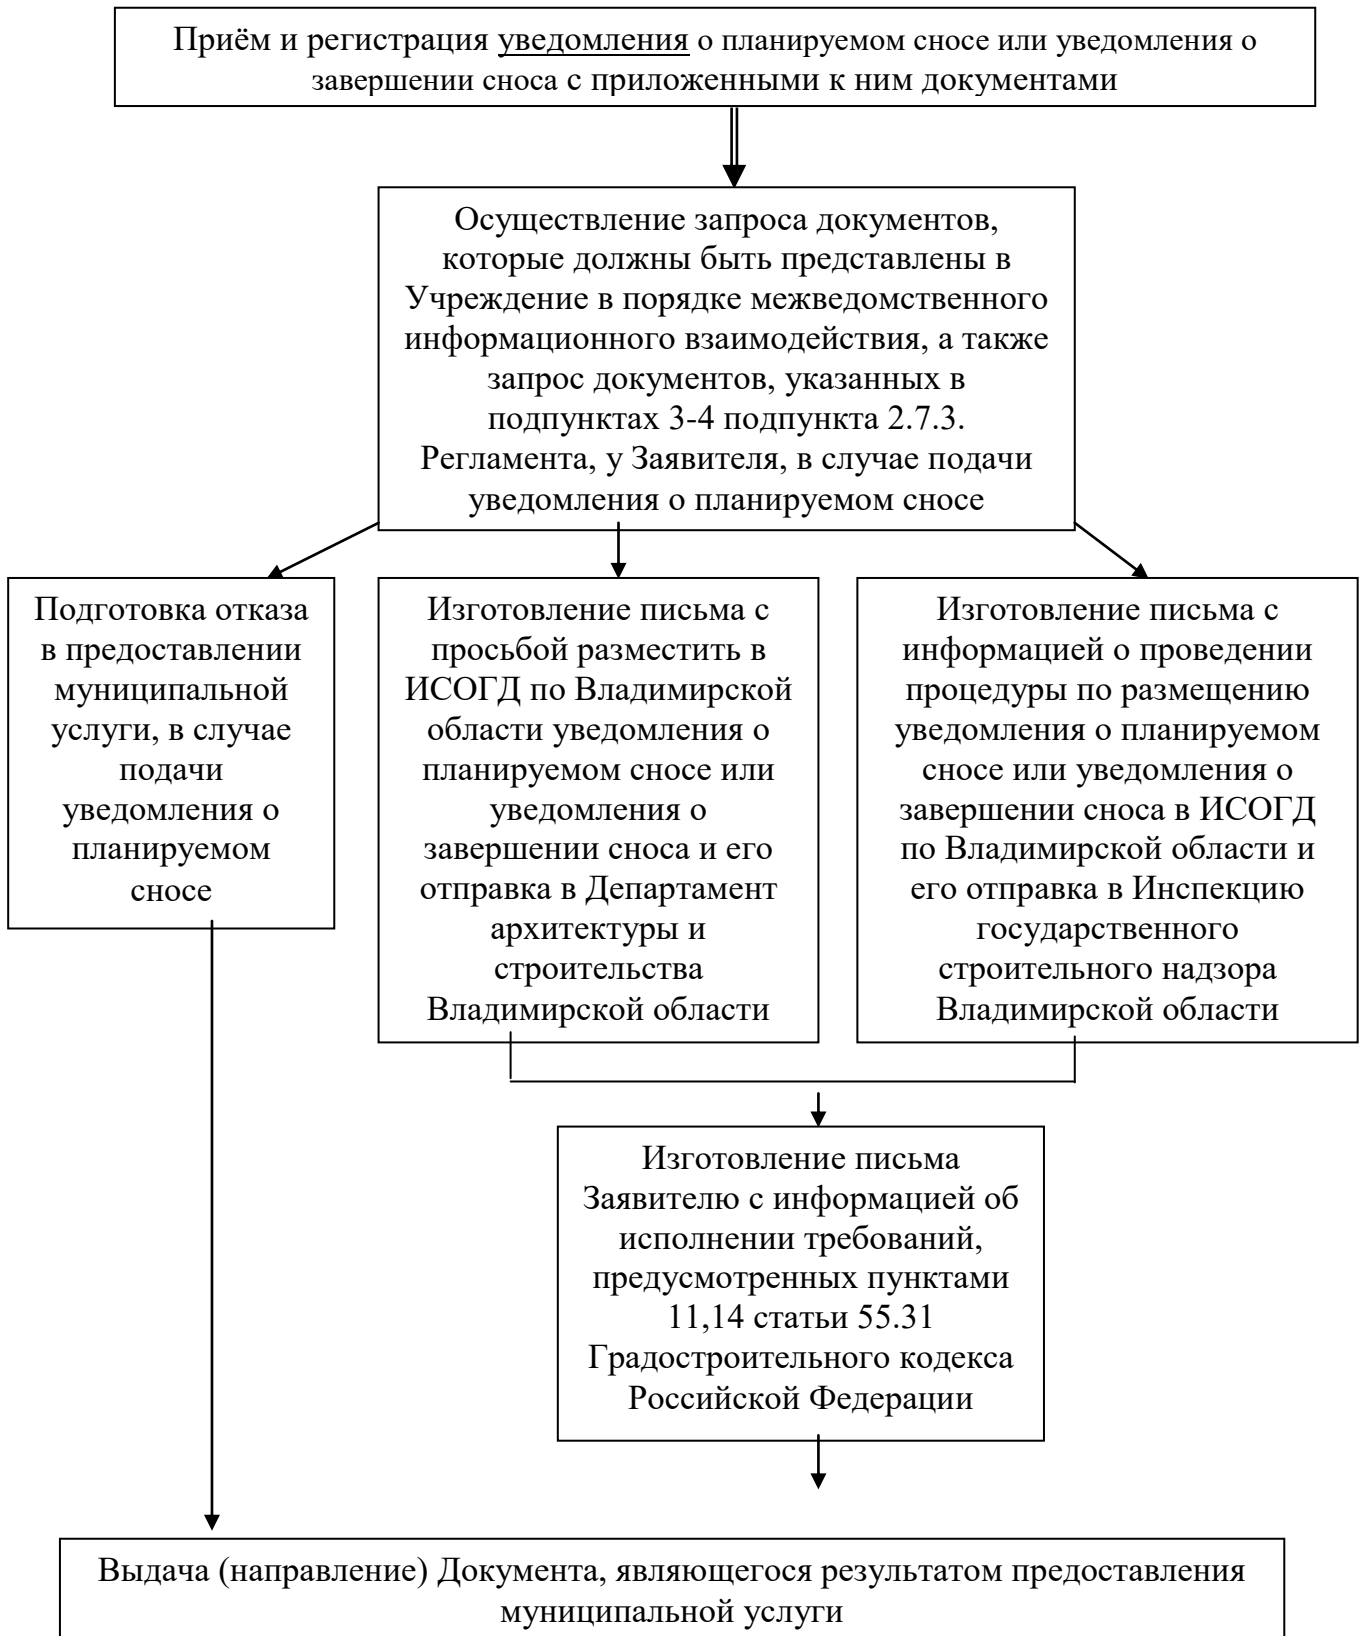 Приём и регистрация уведомления о планируемом сносе или уведомления о
завершении сноса с приложенными к ним документами
Осуществление запроса документов,
которые должны быть представлены в
Учреждение в порядке межведомственного
информационного взаимодействия, а также
запрос документов, указанных в
подпунктах 3-4 подпункта 2.7.3.
Регламента, у Заявителя, в случае подачи
уведомления о планируемом сносе
Подготовка отказа
в предоставлении
муниципальной
услуги, в случае
подачи
уведомления о
планируемом
сносе
Изготовление письма с
просьбой разместить в
ИСОГД по Владимирской
области уведомления о
планируемом сносе или
уведомления о
завершении сноса и его
отправка в Департамент
архитектуры и
строительства
Владимирской области
Изготовление письма с
информацией о проведении
процедуры по размещению
уведомления о планируемом
сносе или уведомления о
завершении сноса в ИСОГД
по Владимирской области и
его отправка в Инспекцию
государственного
строительного надзора
Владимирской области
Изготовление письма
Заявителю с информацией об
исполнении требований,
предусмотренных пунктами
11,14 статьи 55.31
Градостроительного кодекса
Российской Федерации
Выдача (направление) Документа, являющегося результатом предоставления
муниципальной услуги